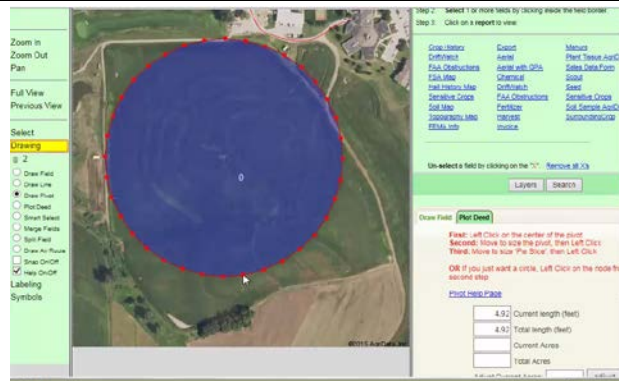 Step 2: Select 1 or more fields by clicking inside the field border.
Step 3: Click on a report to view.
Zoom In
Zoom Out
Pan
Full View
Previous View
Select
Drawing
2
Draw Field
Draw Line
Draw Pivot
Plot Deed
Smart Select
Merge Fields
Split Field
Draw Air Route
Snap On/Off
Help On/Off
Labeling
Symbols
0
©2015 AgriData, Inc.
Crop History
DriftWatch
FAA Obstructions
FSA Map
Hail History Map
Sensitive Crops
Soil Map
Topography Map
FEMA Info
Export
Aerial
Aerial with GPA
Chemical
DriftWatch
FAA Obstructions
Fertilizer
Harvest
Invoice
Manure
Plant Tissue AgriD
Sales Data Form
Scout
Seed
Sensitive Crops
Soil Sample AgriD
SurroundingCrop
Un-select a field by clicking on the "X". Remove all X's
Layers Search
Draw Field Plot Deed
First: Left Click on the center of the pivot
Second: Move to size the pivot, then Left Click
Third: Move to size 'Pie Slice', then Left Click
OR if you just want a circle, Left Click on the node fr
second step
Pivot Help Page
4.92 Current length (feet)
4.92 Total length (feet)
Current Acres
Total Acres
Adjust Current Acres: adjust